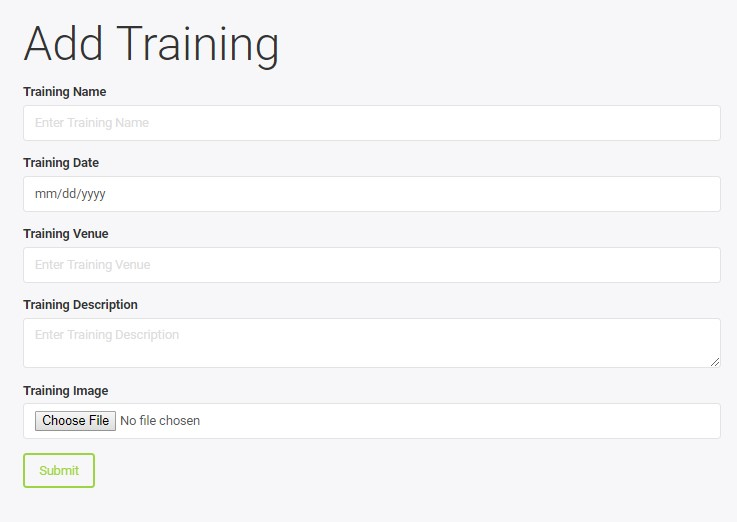 Add Training
Training Name
Enter Training Name
Training Date
mm/dd/yyyy
Training Venue
Enter Training Venue
Training Description
Enter Training Description
Training Image
Choose File No file chosen
Submit